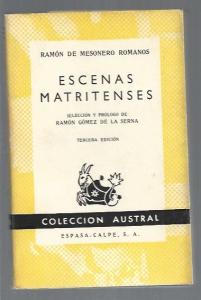 RAMÓN DE MESONERO ROMANOS
ESCENAS
MATRITENSES
SELECCIÓN Y PRÓLOGO DE
RAMÓN GÓMEZ DE LA SERNA
TERCERA EDICIÓN
COLECCION AUSTRAL
ESPASA-CALPE, S. A.